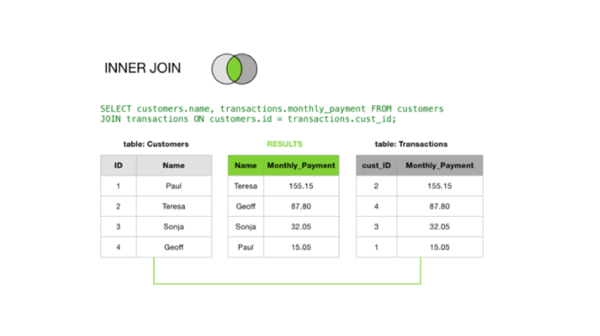 INNER JOIN
SELECT customers.name, transactions.monthly_payment FROM customers
JOIN transactions ON customers.id = transactions.cust_id;
table: Customers RESULTS table: Transactions
ID Name Name Monthly_Payment cust_ID Monthly_Payment
1 Paul Teresa 155.15 2 155.15
2 Teresa Geoff 87.80 4 87.80
3 Sonja Sonja 32.05 3 32.05
4 Geoff Paul 15.05 1 15.05